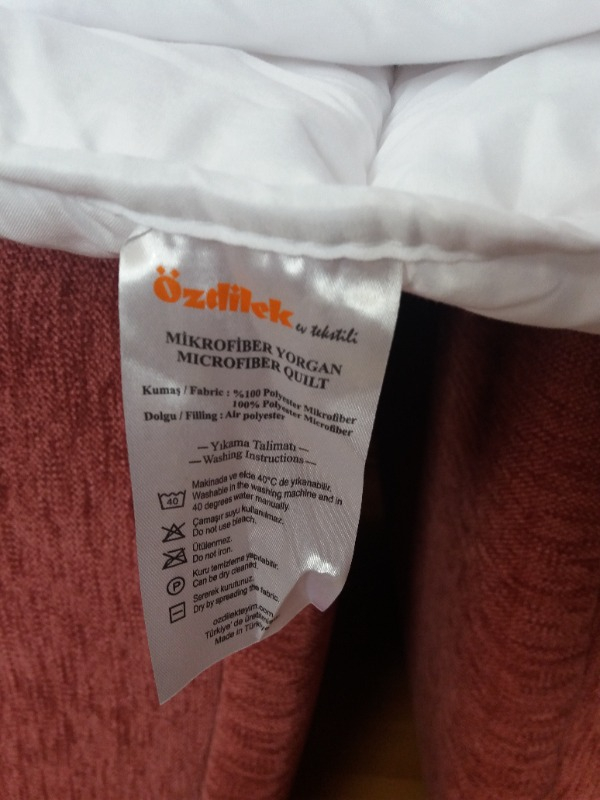 Özdilek ev tekstili
MİKROFİBER YORGAN
MICROFIBER QUILT
Kumaş / Fabric : %100 Polyester Mikrofiber
100% Polyester Microfiber
Dolgu / Filling : Air polyester
— Yıkama Talimatı —
— Washing Instructions —
40
Makinada ve elde 40°C de yıkanabilir.
Washable in the washing machine and in
40 degrees water manually.
Çamaşır suyu kullanılmaz.
Do not use bleach.
Ütülenmez.
Do not iron.
P
Kuru temizleme yapılabilir.
Can be dry cleaned.
Sererek kurutunuz.
Dry by spreading the fabric.
ozdilekteyim.com
Türkiye' de
Made in Türkiye